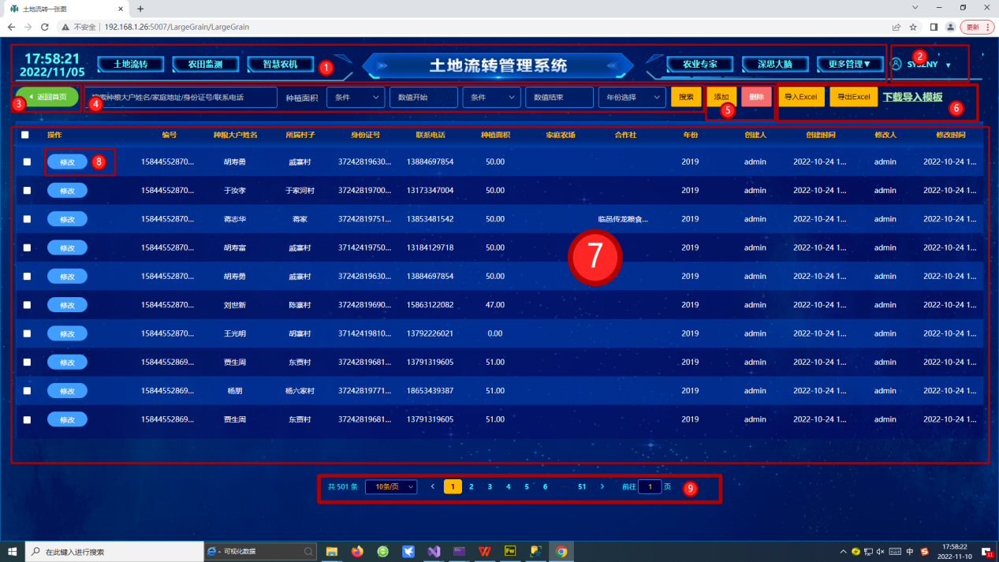 土地流转一张图
不安全 192.168.1.26:5007/LargeGrain/LargeGrain 更新
17:58:21
2022/11/05
土地流转 农田监测 智慧农机 1 土地流转管理系统 农业专家 深思大脑 更多管理▼ 2
3 返回首页 4 种粮大户姓名/家庭地址/身份证号/联系电话 种植面积 条件 数值开始 条件 数值结束 年份选择 搜索 添加 5 删除 导入Excel 导出Excel 下载导入模板 6
操作 编号 种粮大户姓名 所属村子 身份证号 联系电话 种植面积 家庭农场 合作社 年份 创建人 创建时间 修改人 修改时间
修改 8 15844552870... 胡寿勇 戚寨村 37242819630... 13884697854 50.00 2019 admin 2022-10-24 1... admin 2022-10-24 1...
修改 15844552870... 于汝孝 于家河村 37242819700... 13173347004 50.00 2019 admin 2022-10-24 1... admin 2022-10-24 1...
修改 15844552870... 蒋志华 蒋家 37242819751... 13853481542 50.00 临邑传龙粮食... 2019 admin 2022-10-24 1... admin 2022-10-24 1...
修改 15844552870... 胡寿富 戚寨村 37142419750... 13184129718 50.00 7 2019 admin 2022-10-24 1... admin 2022-10-24 1...
修改 15844552870... 胡寿勇 戚寨村 37242819630... 13884697854 50.00 2019 admin 2022-10-24 1... admin 2022-10-24 1...
修改 15844552870... 刘世新 陈寨村 37242819690... 15863122082 47.00 2019 admin 2022-10-24 1... admin 2022-10-24 1...
修改 15844552870... 王光明 胡寨村 37142419810... 13792226021 0.00 2019 admin 2022-10-24 1... admin 2022-10-24 1...
修改 15844552869... 贾生周 东贾村 37242819681... 13791319605 51.00 2019 admin 2022-10-24 1... admin 2022-10-24 1...
修改 15844552869... 杨朋 杨六家村 37242819771... 18653439387 51.00 2019 admin 2022-10-24 1... admin 2022-10-24 1...
修改 15844552869... 贾生周 东贾村 37242819681... 13791319605 51.00 2019 admin 2022-10-24 1... admin 2022-10-24 1...
共 501 条 10条/页 1 2 3 4 5 6 ... 51 前往 1 页 9
在此键入进行搜索 可视化数据 Fw 中 17:58:22
2022-11-10 11